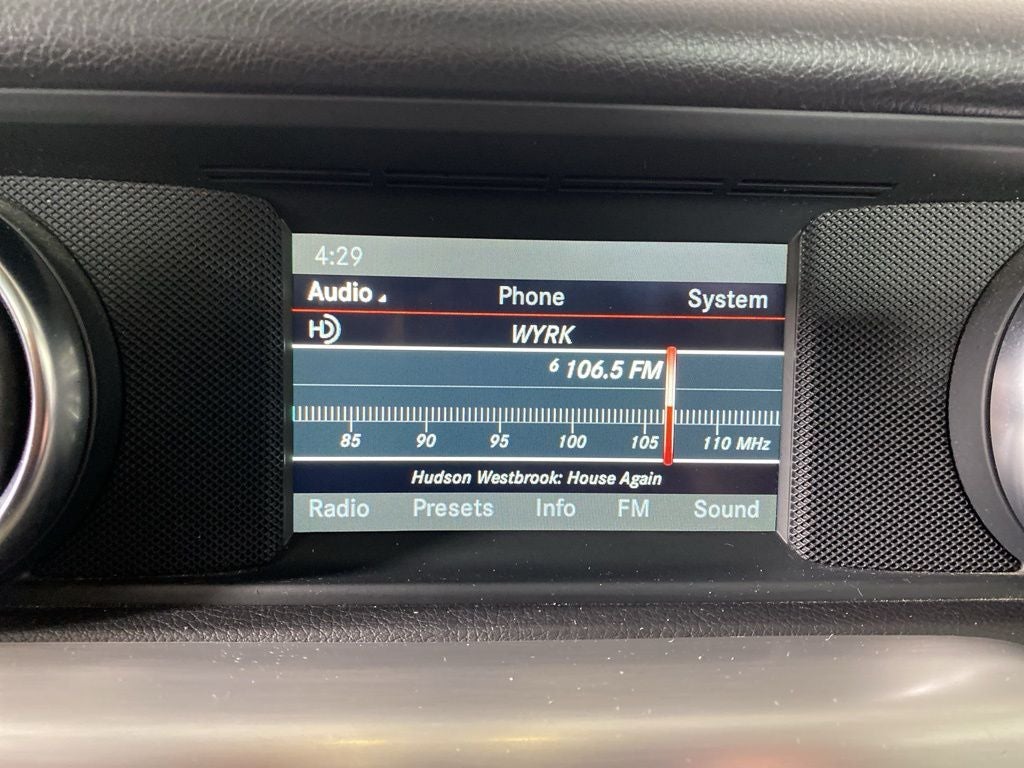 4:29
Audio Phone System
HD WYRK
6 106.5 FM
85 90 95 100 105 110 MHz
Hudson Westbrook: House Again
Radio Presets Info FM Sound